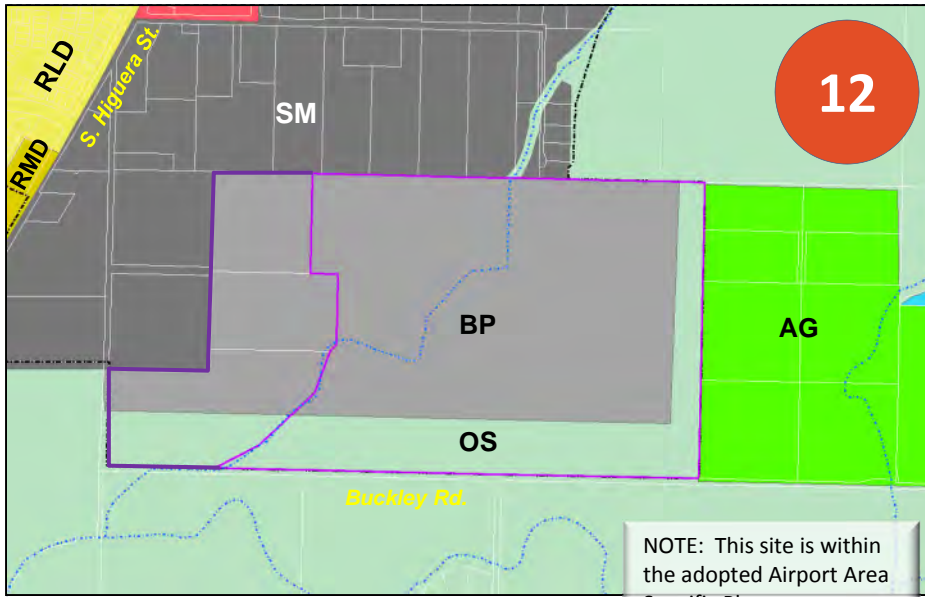 RLD
S. Higuera St.
SM
12
RMD
BP
AG
OS
Buckley Rd.
NOTE: This site is within
the adopted Airport Area